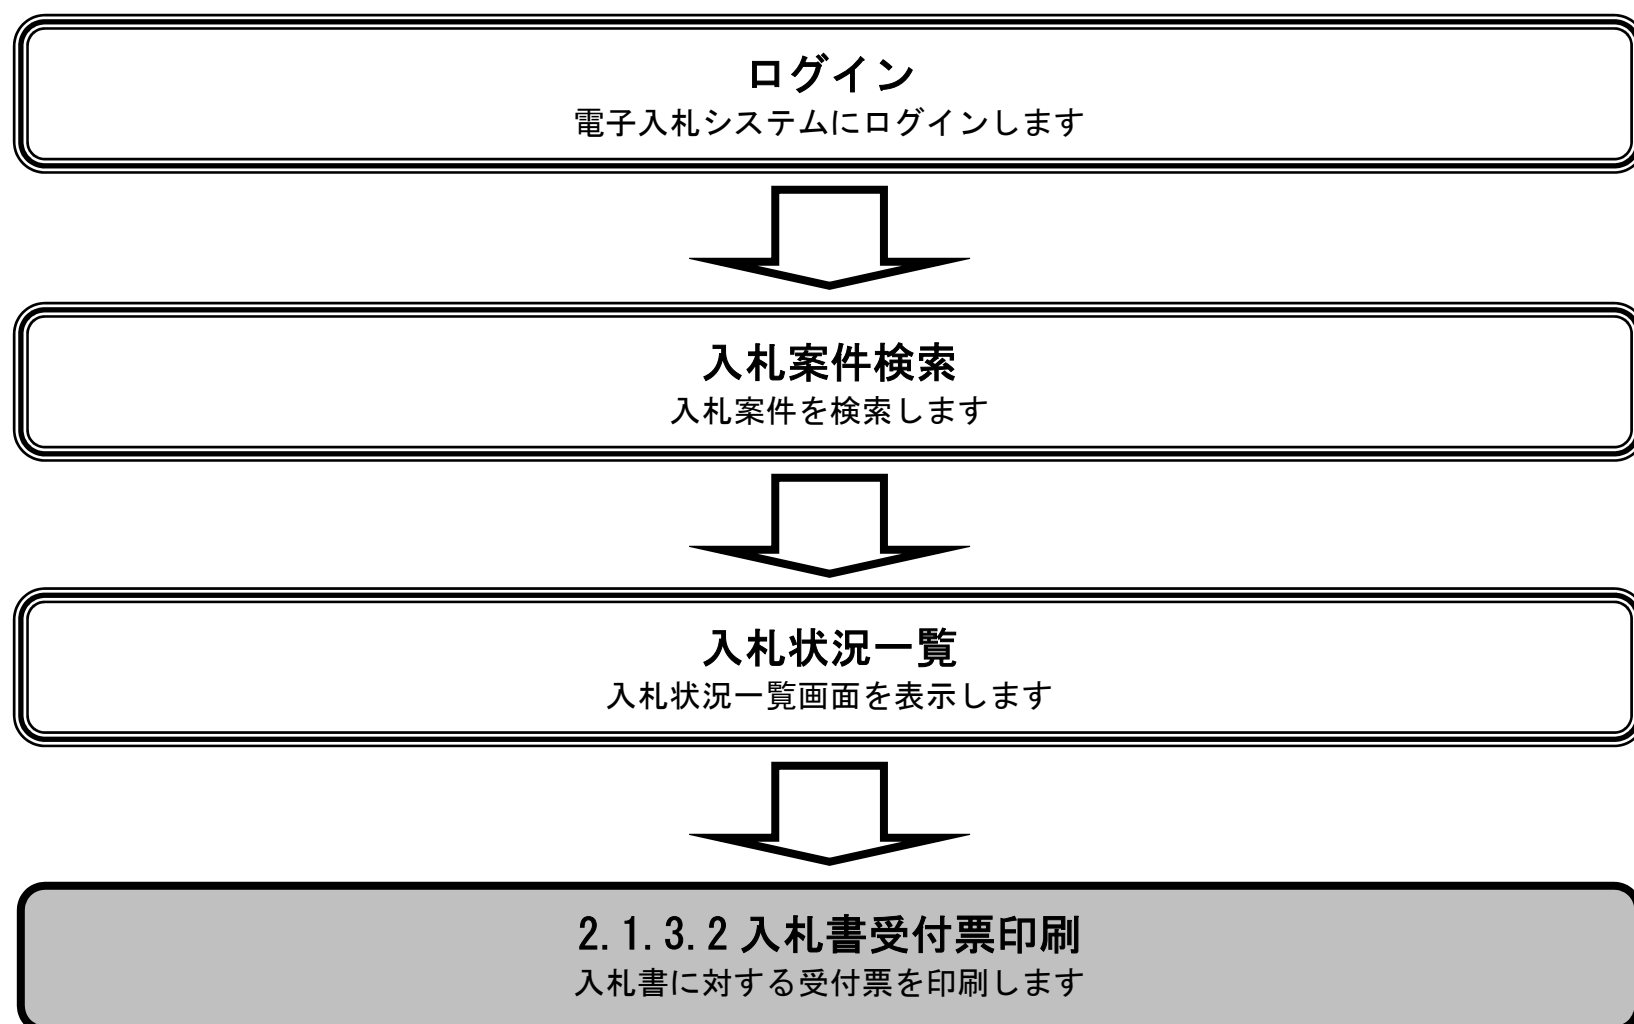 ログイン
電子入札システムにログインします
入札案件検索
入札案件を検索します
入札状況一覧
入札状況一覧画面を表示します
2.1.3.2 入札書受付票印刷
入札書に対する受付票を印刷します